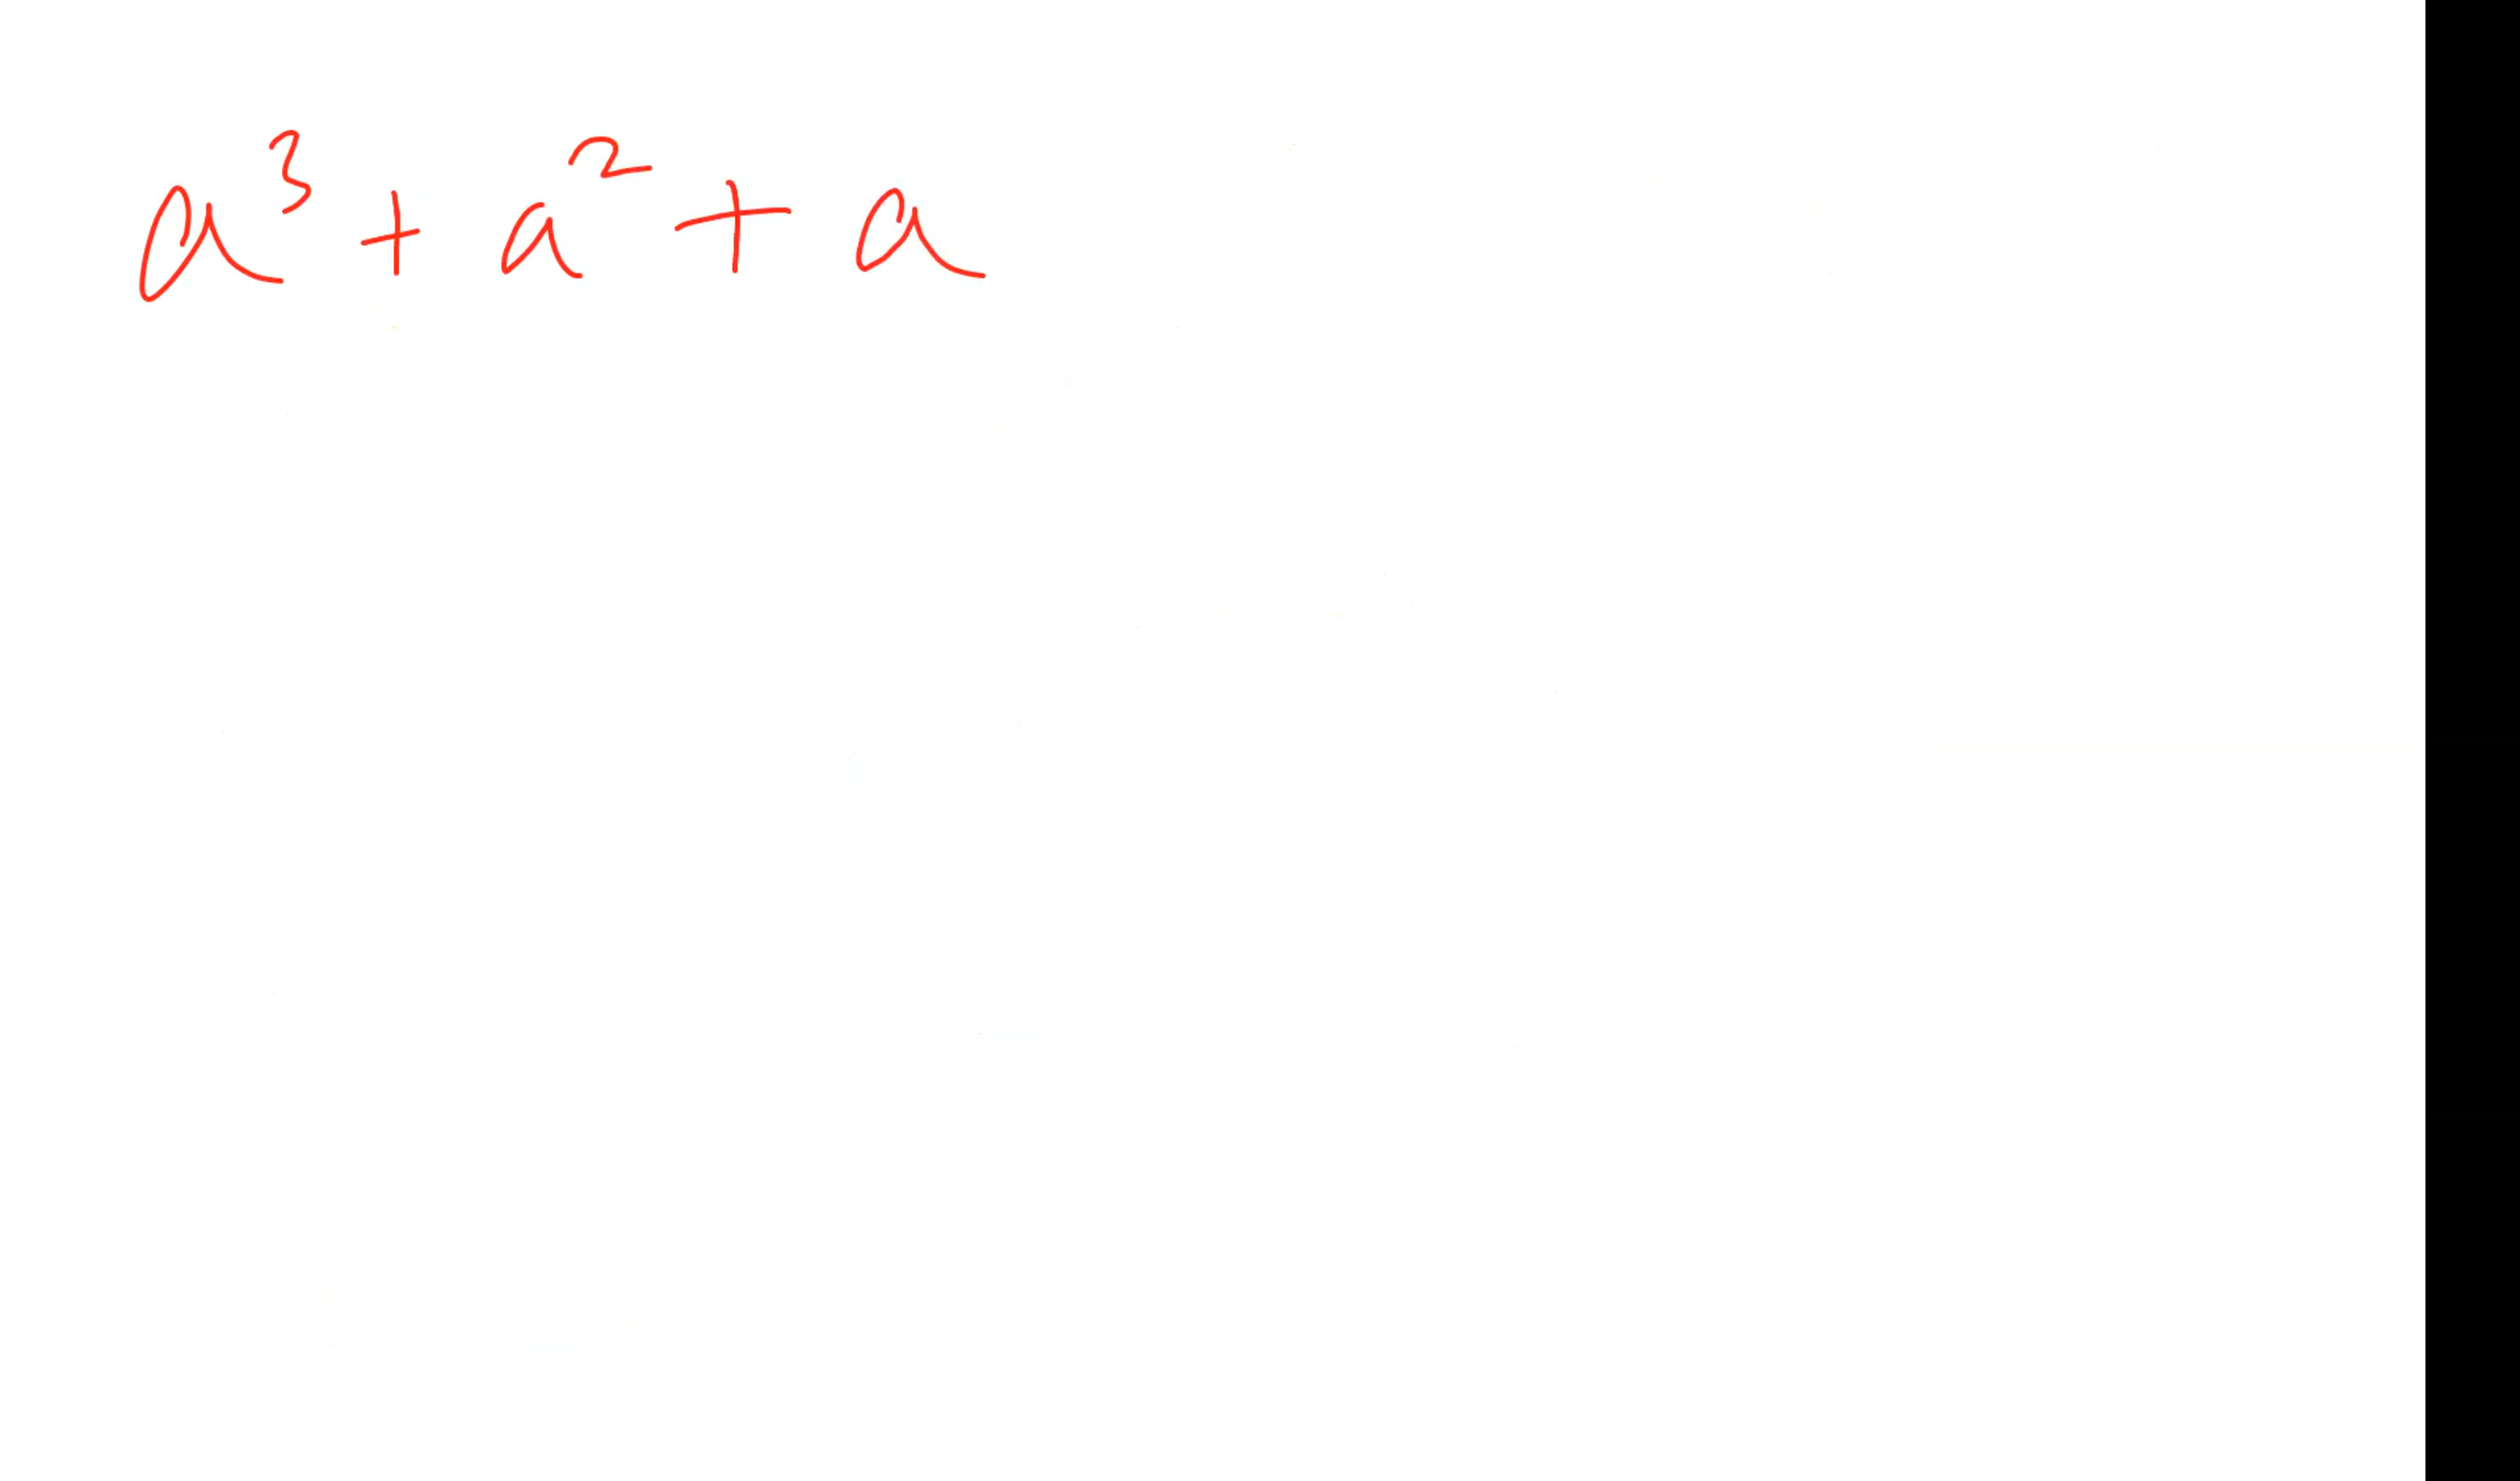 a³ + a² + a